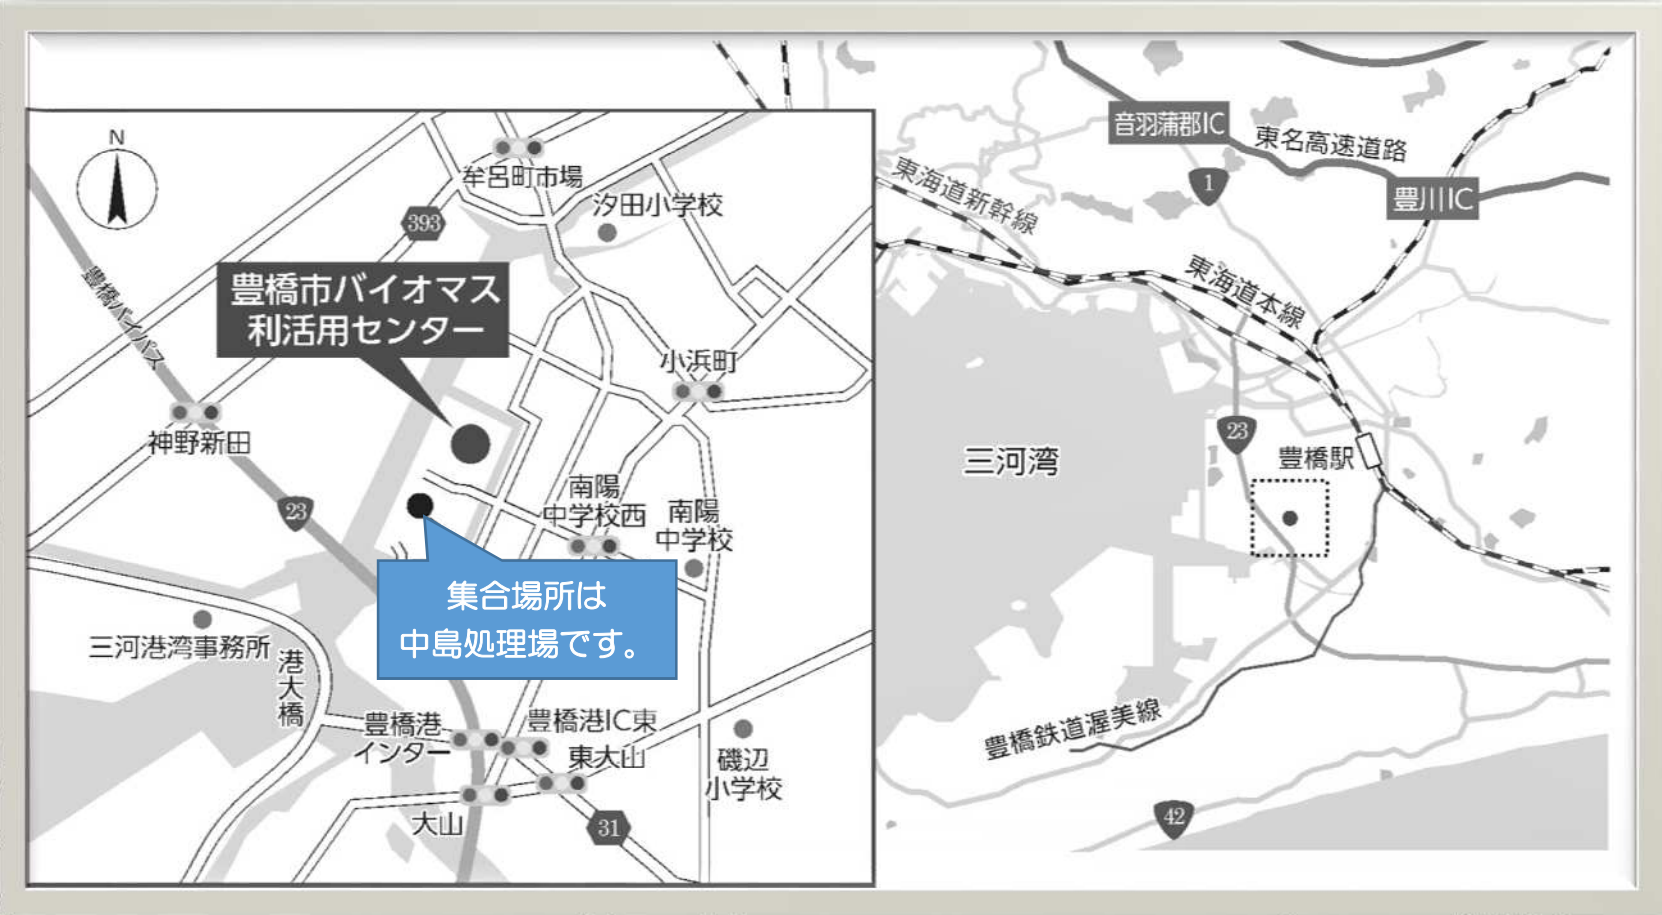 N
牟呂町市場
汐田小学校
393
豊橋市バイオマス
利活用センター
豊橋バイパス
小浜町
神野新田
23
南陽
中学校西
南陽
中学校
集合場所は
中島処理場です。
三河港湾事務所
港大橋
豊橋港
インター
豊橋港IC東
東大山
磯辺
小学校
大山
31
音羽蒲郡IC
東名高速道路
1
豊川IC
東海道新幹線
東海道本線
23
豊橋駅
三河湾
豊橋鉄道渥美線
42